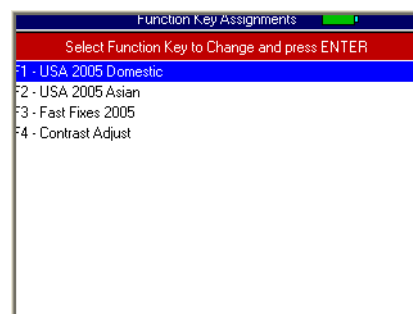 Function Key Assignments
Select Function Key to Change and press ENTER
F1 - USA 2005 Domestic
F2 - USA 2005 Asian
F3 - Fast Fixes 2005
F4 - Contrast Adjust